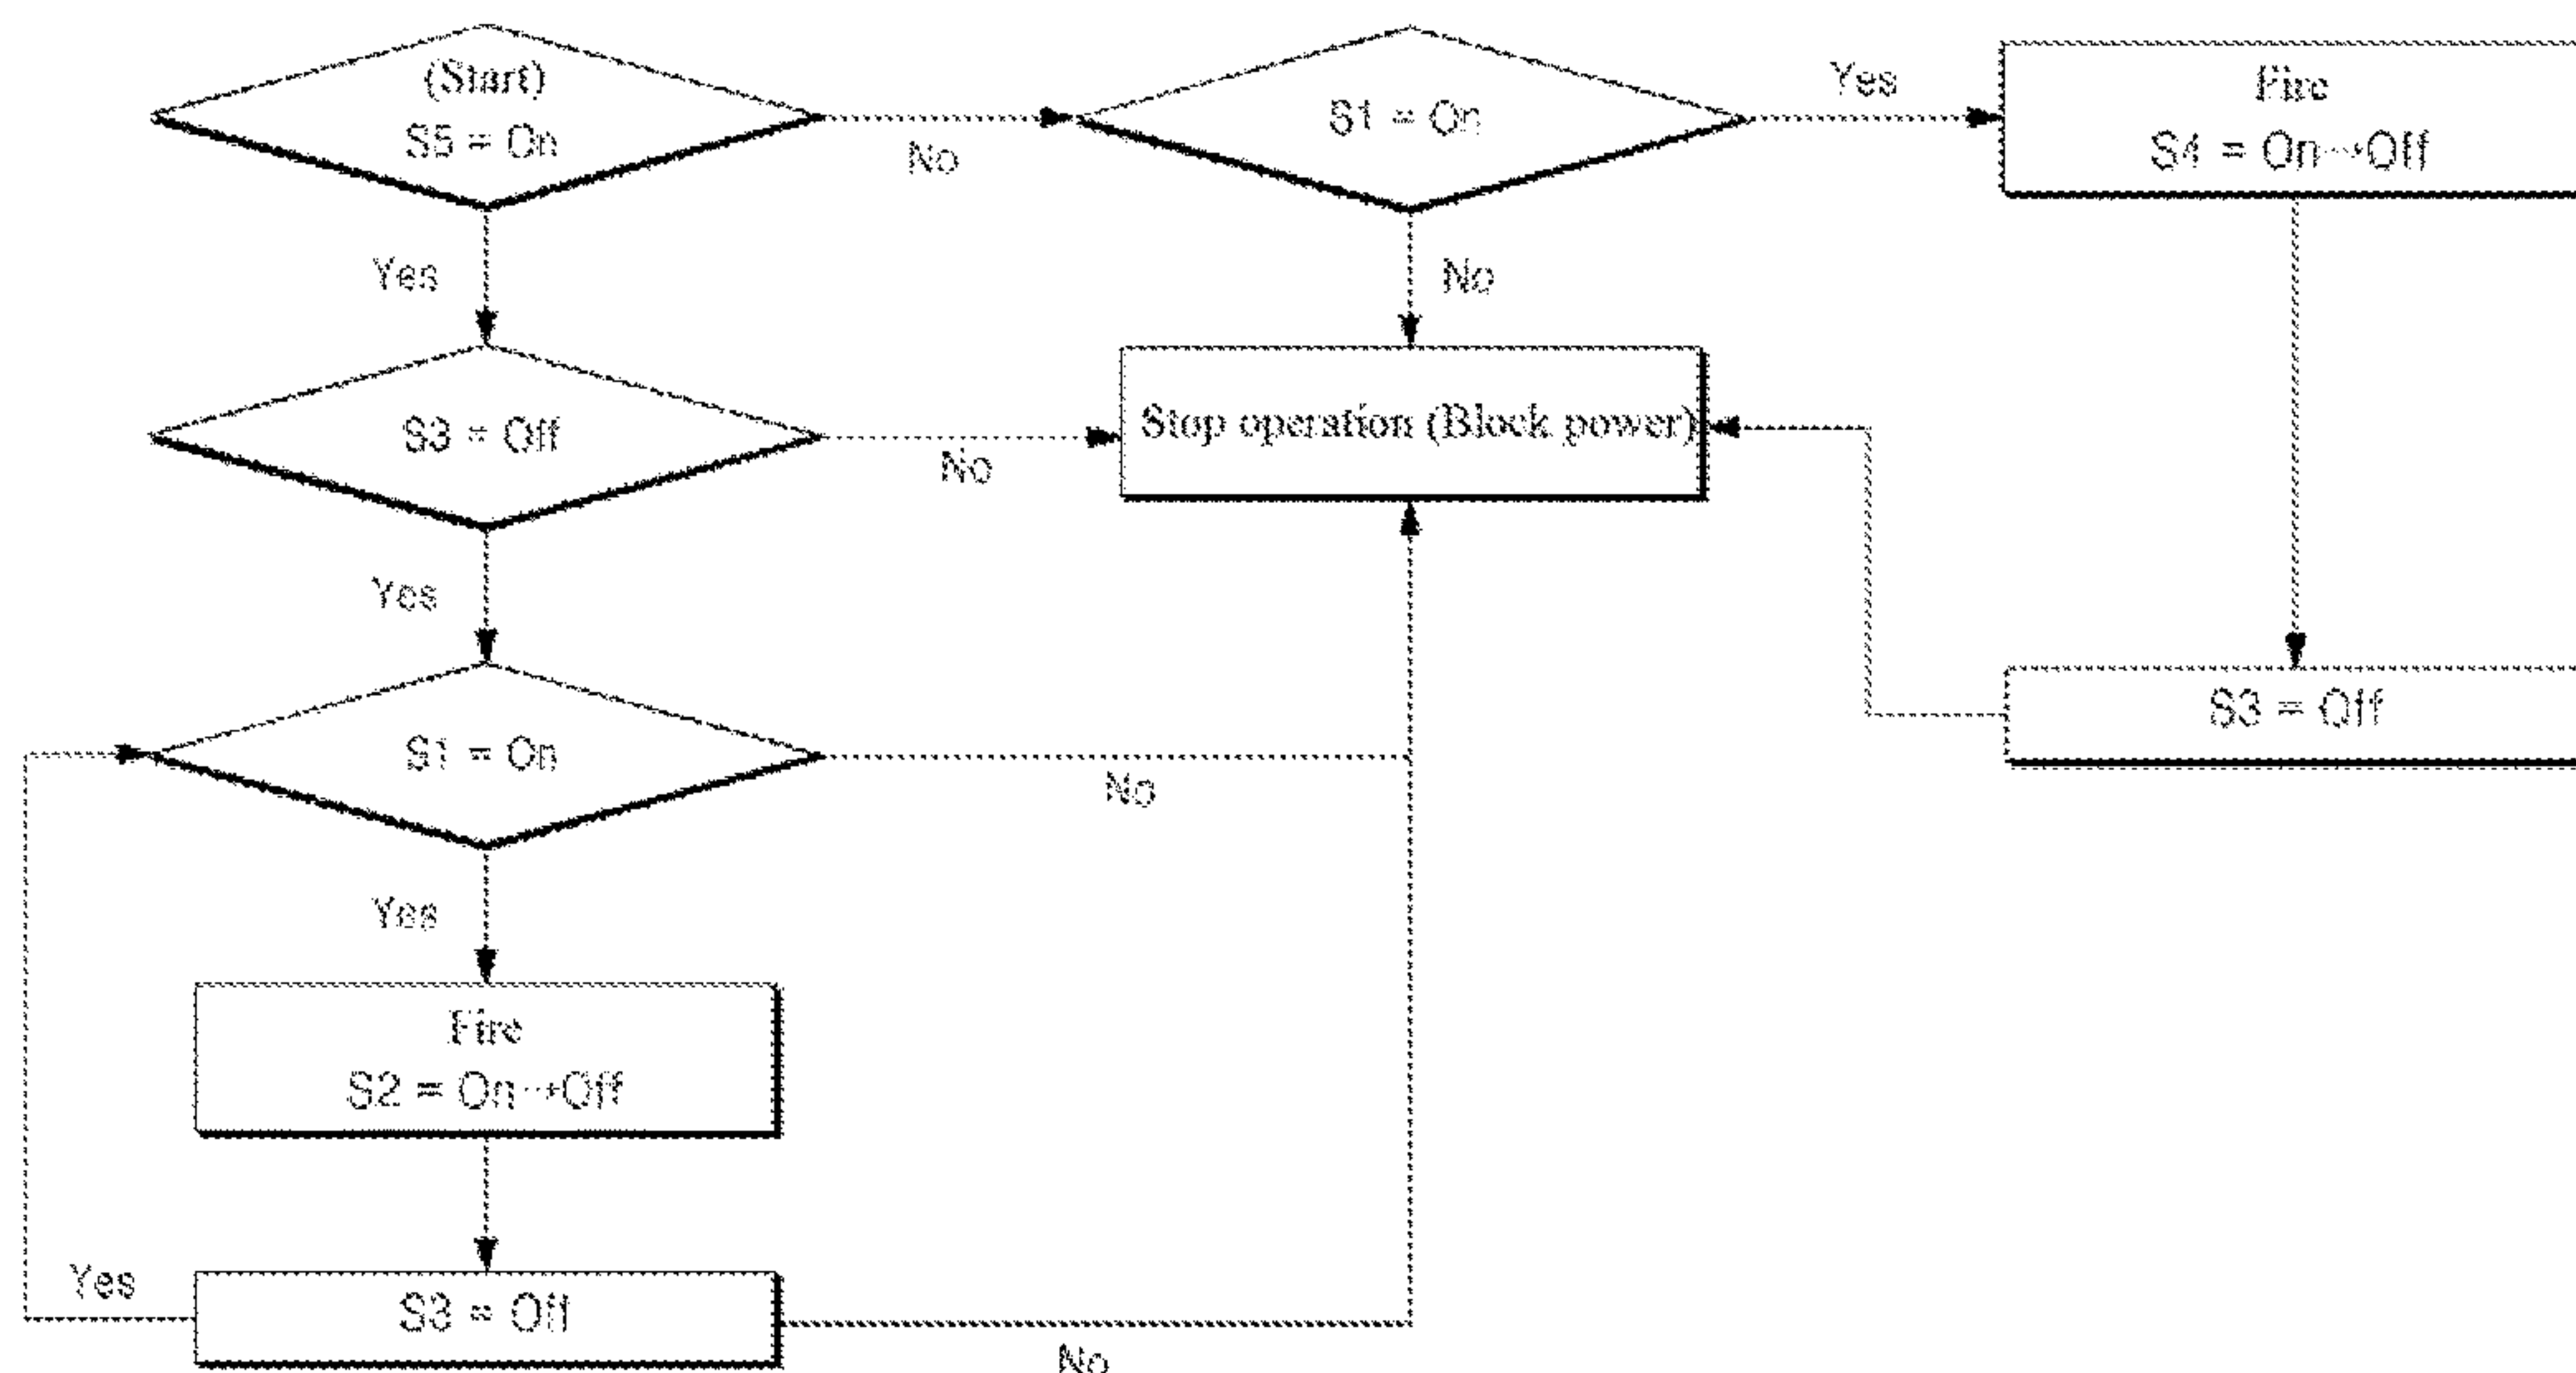 (Start)
S5 = On
No
S1 = On
Yes
Fire
S4 = On→Off
Yes
No
S3 = Off
No
Stop operation (Block power)
Yes
S1 = On
No
S3 = Off
Yes
Fire
S2 = On→Off
Yes
S3 = Off
No